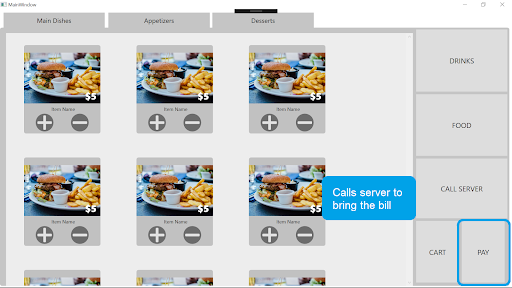 MainWindow
Main Dishes
Appetizers
Desserts
$5
$5
$5
Item Name
Item Name
Item Name
$5
$5
$5
Item Name
Item Name
Item Name
DRINKS
FOOD
CALL SERVER
Calls server to
bring the bill
CART
PAY